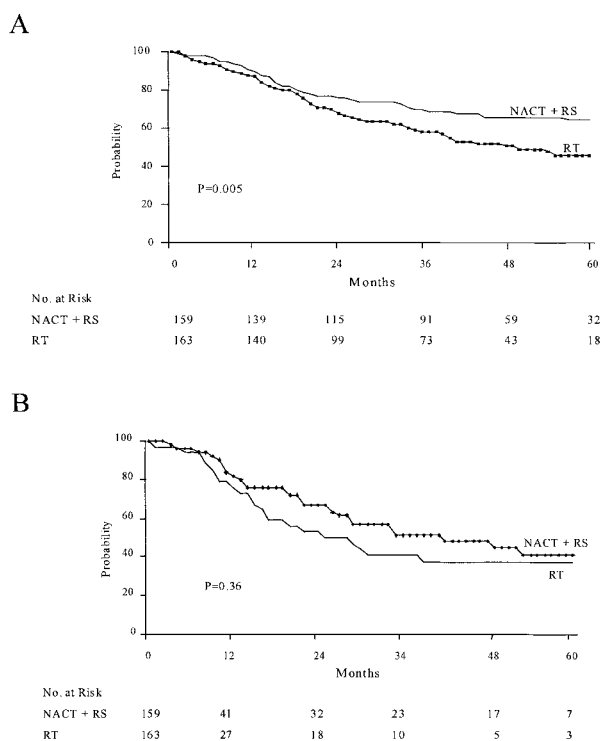 A
100
80
60
40
20
0
Probability
NACT + RS
RT
P=0.005
0 12 24 36 48 60
Months
No. at Risk
NACT + RS 159 139 115 91 59 32
RT 163 140 99 73 43 18
B
100
80
60
40
20
0
Probability
NACT + RS
RT
P=0.36
0 12 24 34 48 60
Months
No. at Risk
NACT + RS 159 41 32 23 17 7
RT 163 27 18 10 5 3